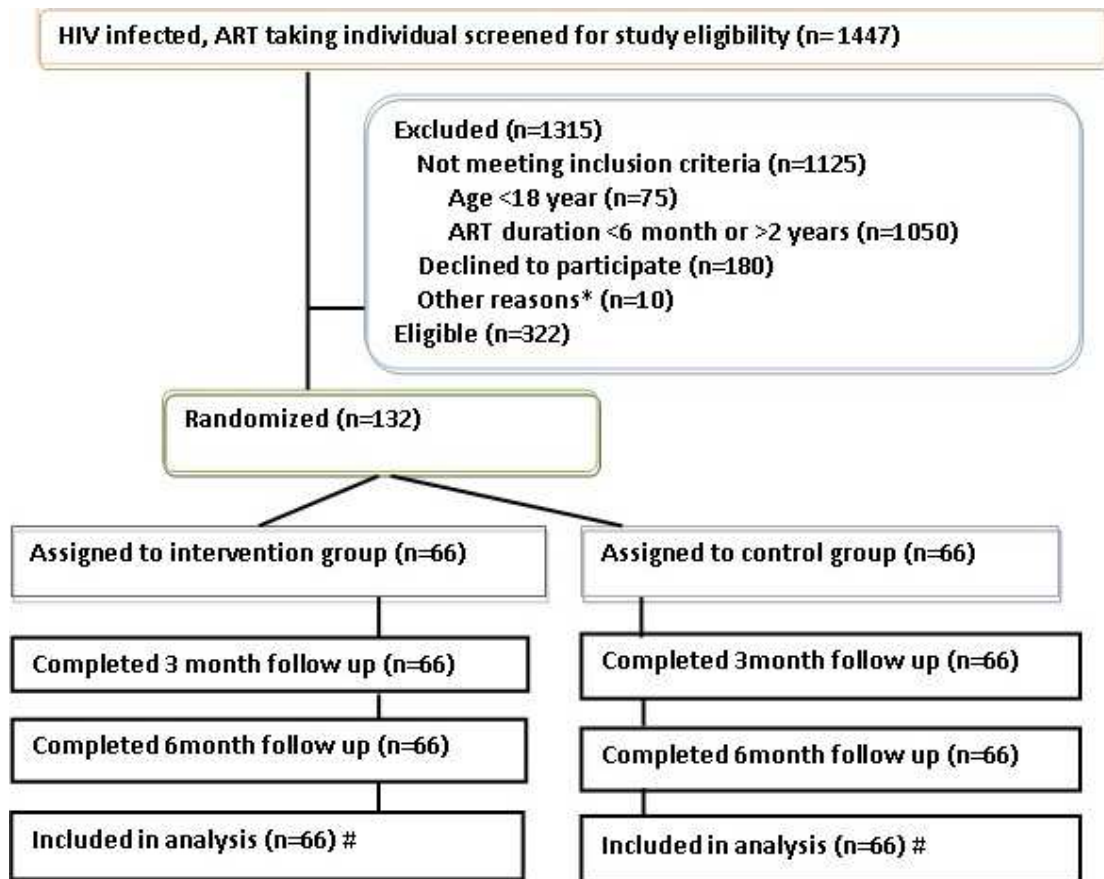 HIV infected, ART taking individual screened for study eligibility (n= 1447)
Excluded (n=1315)
Not meeting inclusion criteria (n=1125)
Age <18 year (n=75)
ART duration <6 month or >2 years (n=1050)
Declined to participate (n=180)
Other reasons* (n=10)
Eligible (n=322)
Randomized (n=132)
Assigned to intervention group (n=66)
Assigned to control group (n=66)
Completed 3 month follow up (n=66)
Completed 3month follow up (n=66)
Completed 6month follow up (n=66)
Completed 6month follow up (n=66)
Included in analysis (n=66) #
Included in analysis (n=66) #